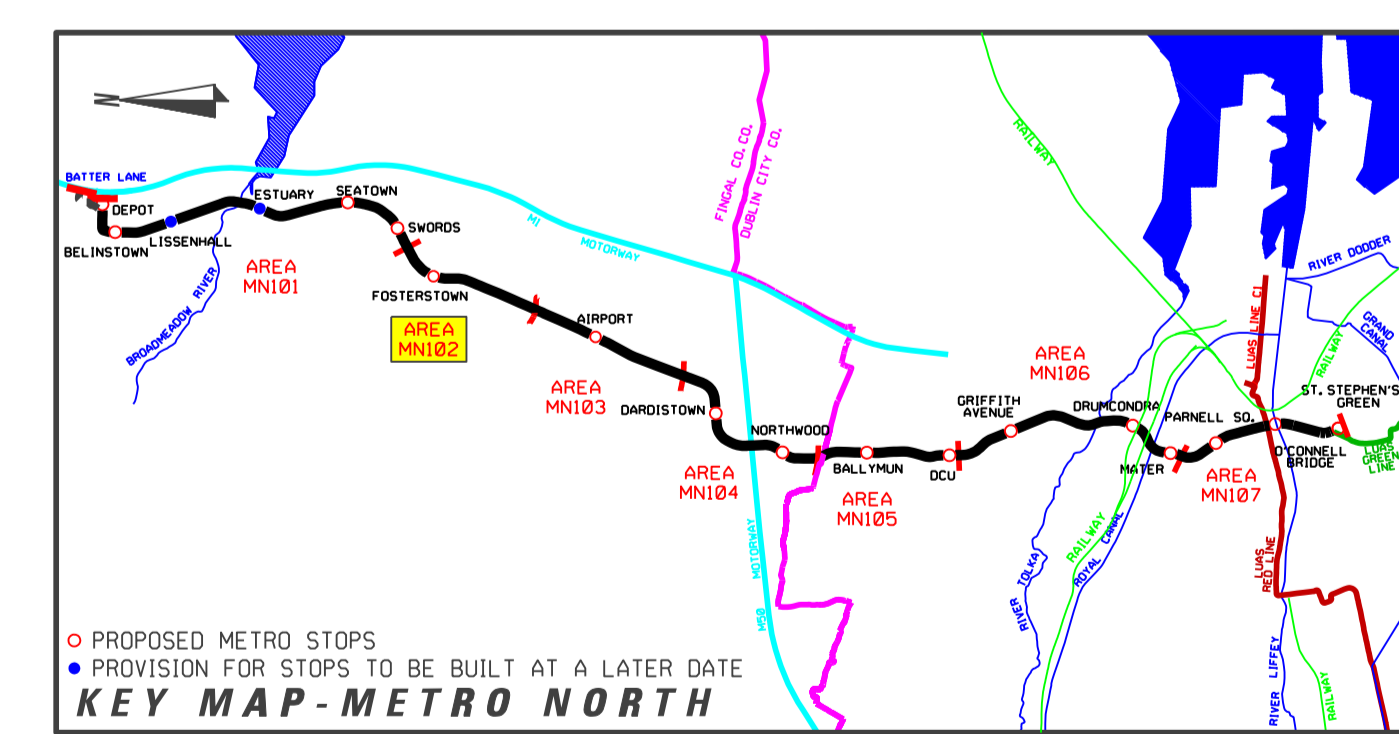 BATTER LANE
DEPOT
BELINSTOWN
LISSENHALL
ESTUARY
SEATOWN
SWORDS
FOSTERSTOWN
BROADMEADOW RIVER
AREA
MN101
AREA
MN102
M1
MOTORWAY
FINGAL CO. CO.
DUBLIN CITY CO.
AIRPORT
AREA
MN103
DARDISTOWN
NORTHWOOD
AREA
MN104
MOTORWAY
M50
BALLYMUN
AREA
MN105
DCU
GRIFFITH
AVENUE
AREA
MN106
DRUMCONDRA
MATER
PARNELL SQ.
AREA
MN107
O'CONNELL
BRIDGE
ST. STEPHEN'S
GREEN
LUAS
GREEN
LINE
RAILWAY
LUAS LINE C1
RIVER DODDER
GRAND
CANAL
RAILWAY
RIVER TOLKA
RAILWAY
ROYAL CANAL
LUAS
RED LINE
RIVER LIFFEY
RAILWAY
PROPOSED METRO STOPS
PROVISION FOR STOPS TO BE BUILT AT A LATER DATE
KEY MAP-METRO NORTH